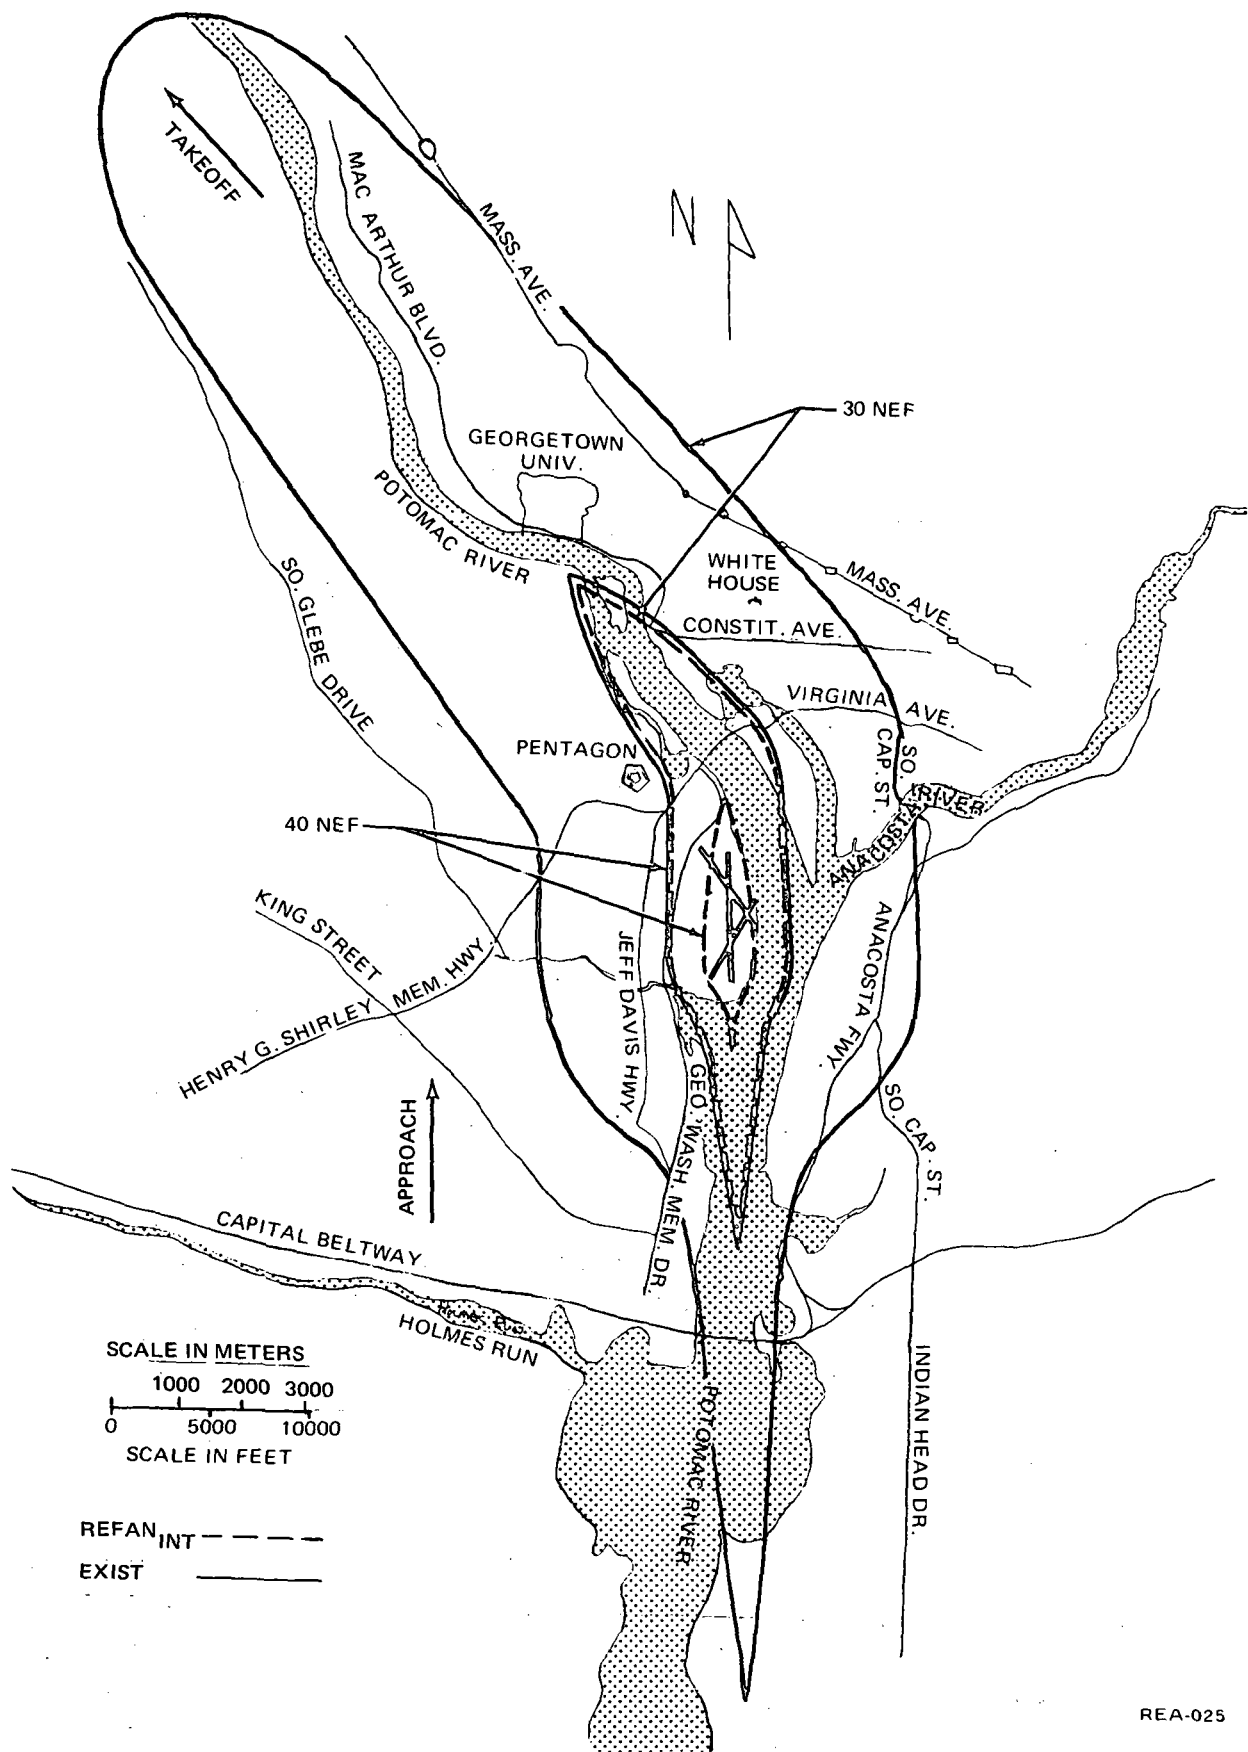 TAKEOFF
MAC ARTHUR BLVD.
MASS. AVE.
N
30 NEF
GEORGETOWN
UNIV.
POTOMAC RIVER
WHITE
HOUSE
MASS. AVE.
CONSTIT. AVE.
SO. GLEBE DRIVE
VIRGINIA AVE.
PENTAGON
SO.
CAP. ST.
ANACOSTA RIVER
40 NEF
KING STREET
HENRY G. SHIRLEY MEM. HWY
JEFF DAVIS HWY.
ANACOSTA FWY.
GEO. WASH. MEM. DR.
SO. CAP. ST.
APPROACH
CAPITAL BELTWAY
HOLMES RUN
POTOMAC RIVER
INDIAN HEAD DR.
SCALE IN METERS
1000 2000 3000
0 5000 10000
SCALE IN FEET
REFAN INT
EXIST
REA-025